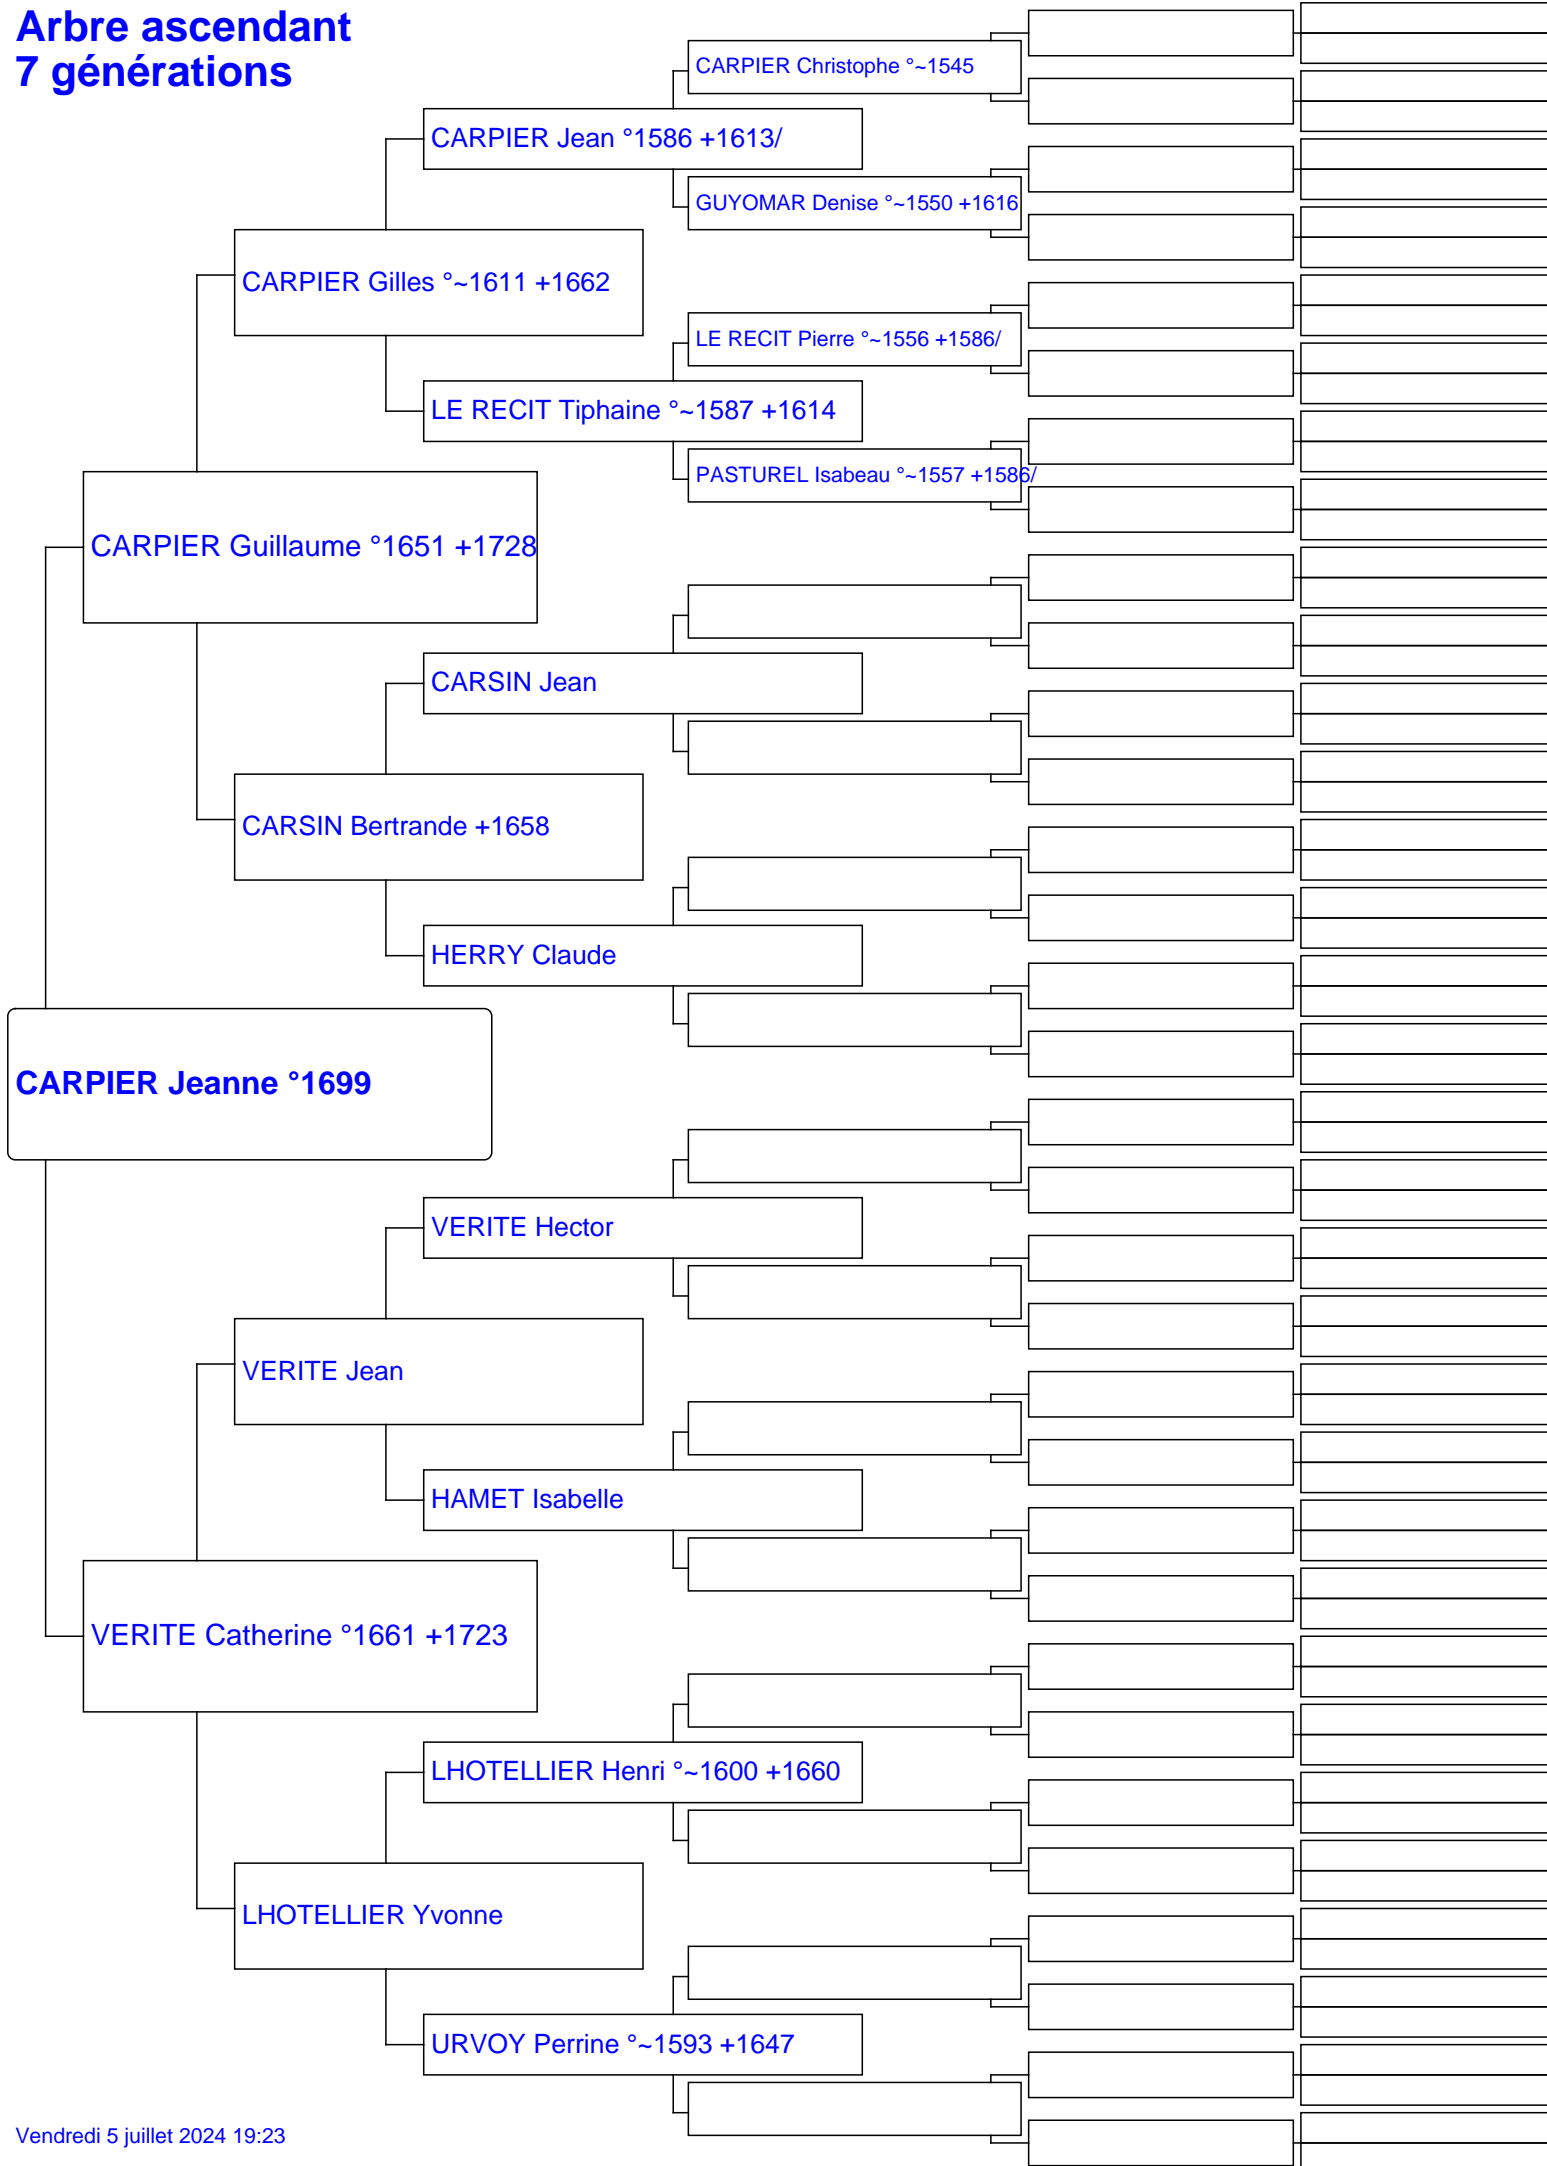 Arbre ascendant
7 générations
CARPIER Christophe °~1545
CARPIER Jean °1586 +1613/
GUYOMAR Denise °~1550 +1616
CARPIER Gilles °~1611 +1662
LE RECIT Pierre °~1556 +1586/
LE RECIT Tiphaine °~1587 +1614
PASTUREL Isabeau °~1557 +1586/
CARPIER Guillaume °1651 +1728
CARSIN Jean
CARSIN Bertrande +1658
HERRY Claude
CARPIER Jeanne °1699
VERITE Hector
VERITE Jean
HAMET Isabelle
VERITE Catherine °1661 +1723
LHOTELLIER Henri °~1600 +1660
LHOTELLIER Yvonne
URVOY Perrine °~1593 +1647
Vendredi 5 juillet 2024 19:23